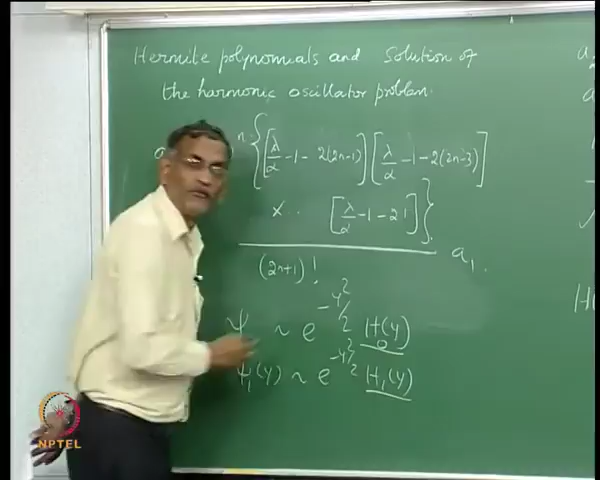 Hermite polynomials and Solution of
the harmonic oscillator problem.
n { [λ/α -1- 2(2n-1)] [λ/α -1-2(2n-3)]
x .. [λ/α -1-2·1] }
(2n+1)! a₁.
ψ ~ e^(-y²/2) H₀(y)
ψ₁(y) ~ e^(-y²/2) H₁(y)
NPTEL